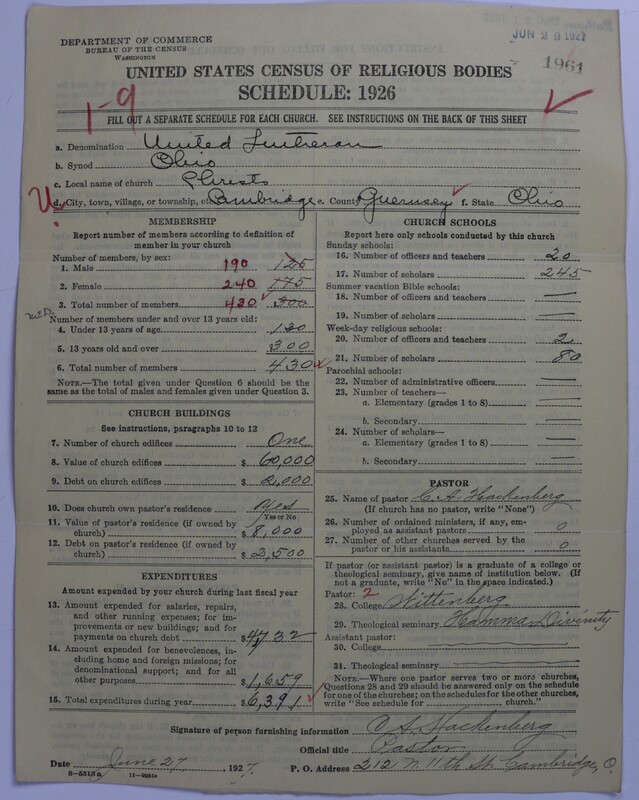 JUN 29 1927
DEPARTMENT OF COMMERCE
BUREAU OF THE CENSUS
WASHINGTON
1961
UNITED STATES CENSUS OF RELIGIOUS BODIES
SCHEDULE: 1926
1-9
FILL OUT A SEPARATE SCHEDULE FOR EACH CHURCH. SEE INSTRUCTIONS ON THE BACK OF THIS SHEET
a. Denomination United Lutheran
b. Synod Ohio
c. Local name of church Christs
U. d. City, town, village, or township, etc. Cambridge e. County Guernsey f. State Ohio
MEMBERSHIP
Report number of members according to definition of
member in your church
Number of members, by sex:
1. Male 190 125
2. Female 240 175
3. Total number of members 430 300
Number of members under and over 13 years old:
4. Under 13 years of age 130
5. 13 years old and over 300
6. Total number of members 430
NOTE.—The total given under Question 6 should be
same as the total of males and females given under Question 3.
CHURCH BUILDINGS
See instructions, paragraphs 10 to 12
7. Number of church edifices One
8. Value of church edifices $ 60,000
9. Debt on church edifices $ 2,000
10. Does church own pastor's residence? Yes
Yes or No
11. Value of pastor's residence (if owned by
church) $ 8,000
12. Debt on pastor's residence (if owned by
church) $ 2,500
EXPENDITURES
Amount expended by your church during last fiscal year
13. Amount expended for salaries, repairs,
and other running expenses; for im-
provements or new buildings; and for
payments on church debt $ 4,732
14. Amount expended for benevolences, in-
cluding home and foreign missions; for
denominational support; and for all
other purposes $ 1,659
15. Total expenditures during year $ 6,391
CHURCH SCHOOLS
Report here only schools conducted by this church
Sunday schools:
16. Number of officers and teachers 20
17. Number of scholars 245
Summer vacation Bible schools:
18. Number of officers and teachers —
19. Number of scholars —
Week-day religious schools:
20. Number of officers and teachers 2
21. Number of scholars 80
Parochial schools:
22. Number of administrative officers —
23. Number of teachers—
a. Elementary (grades 1 to 8) —
b. Secondary —
24. Number of scholars—
a. Elementary (grades 1 to 8) —
b. Secondary —
PASTOR
25. Name of pastor C. A. Hackenberg
(If church has no pastor, write "None")
26. Number of ordained ministers, if any, em-
ployed as assistant pastors 0
27. Number of other churches served by the
pastor or his assistants 0
If pastor (or assistant pastor) is a graduate of a college or
theological seminary, give name of institution below. (If
not a graduate, write "No" in the space indicated.)
Pastor: 2
28. College Wittenberg
29. Theological seminary Hamma Divinity
Assistant pastor:
30. College
31. Theological seminary
NOTE.—Where one pastor serves two or more churches,
Questions 28 and 29 should be answered only on the schedule
for one of the churches; on the schedules for the other churches,
write "See schedule for church."
Signature of person furnishing information C. A. Hackenberg
Official title Pastor
Date June 27, 1927. P. O. Address 212 N. 11th St. Cambridge, O.